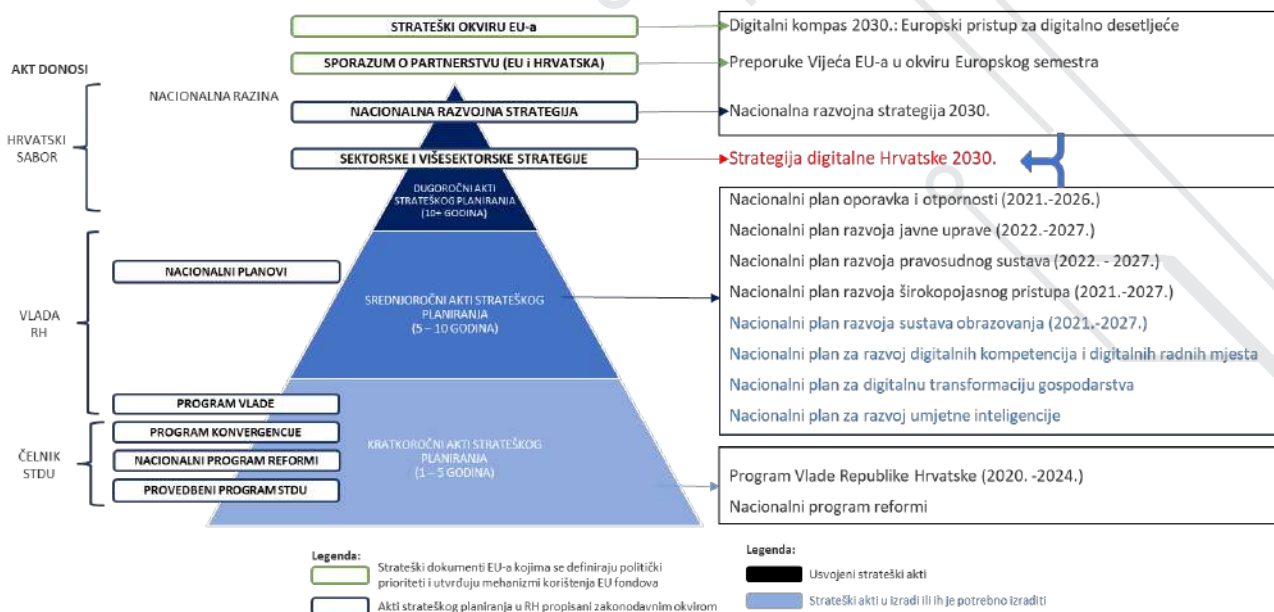 STRATEŠKI OKVIRU EU-a
Digitalni kompas 2030.: Europski pristup za digitalno desetljeće
SPORAZUM O PARTNERSTVU (EU i HRVATSKA)
Preporuke Vijeća EU-a u okviru Europskog semestra
AKT DONOSI
NACIONALNA RAZINA
NACIONALNA RAZVOJNA STRATEGIJA
Nacionalna razvojna strategija 2030.
HRVATSKI
SABOR
SEKTORSKE I VIŠESEKTORSKE STRATEGIJE
Strategija digitalne Hrvatske 2030.
DUGOROČNI AKTI
STRATEŠKOG PLANIRANJA
(10+ GODINA)
Nacionalni plan oporavka i otpornosti (2021.-2026.)
Nacionalni plan razvoja javne uprave (2022.-2027.)
Nacionalni plan razvoja pravosudnog sustava (2022. - 2027.)
Nacionalni plan razvoja širokopojasnog pristupa (2021.-2027.)
Nacionalni plan razvoja sustava obrazovanja (2021.-2027.)
Nacionalni plan za razvoj digitalnih kompetencija i digitalnih radnih mjesta
Nacionalni plan za digitalnu transformaciju gospodarstva
Nacionalni plan za razvoj umjetne inteligencije
NACIONALNI PLANOVI
VLADA
RH
SREDNJOROČNI AKTI STRATEŠKOG
PLANIRANJA
(5 – 10 GODINA)
PROGRAM VLADE
PROGRAM KONVERGENCIJE
ČELNIK
STDU
NACIONALNI PROGRAM REFORMI
PROVEDBENI PROGRAM STDU
KRATKOROČNI AKTI STRATEŠKOG
PLANIRANJA
(1 – 5 GODINA)
Program Vlade Republike Hrvatske (2020. -2024.)
Nacionalni program reformi
Legenda:
Strateški dokumenti EU-a kojima se definiraju politički
prioriteti i utvrđuju mehanizmi korištenja EU fondova
Akti strateškog planiranja u RH propisani zakonodavnim okvirom
Legenda:
Usvojeni strateški akti
Strateški akti u izradi ili ih je potrebno izraditi